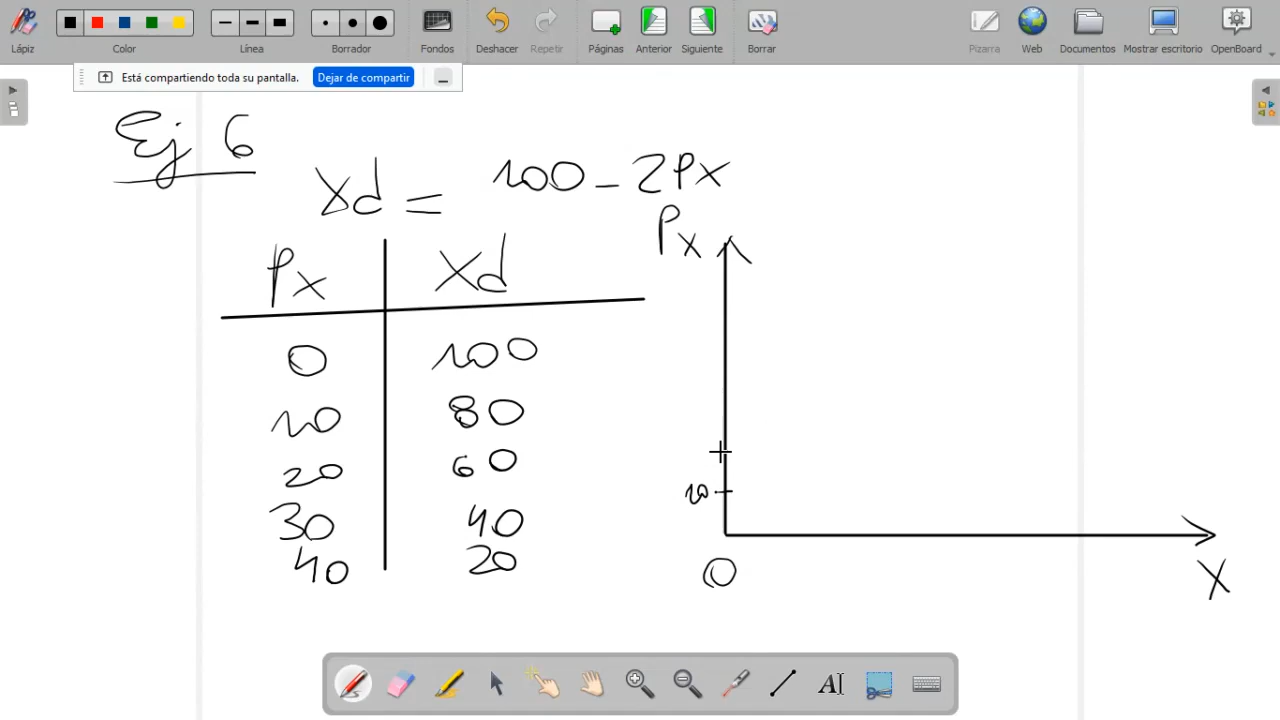 Lápiz Color Línea Borrador Fondos Deshacer Repetir Páginas Anterior Siguiente Borrar Pizarra Web Documentos Mostrar escritorio OpenBoard
Está compartiendo toda su pantalla. Dejar de compartir
Ej 6
Xd = 100 - 2Px
Px Xd
0 100
10 80
20 60
30 40
40 20
Px
10
0
X
AI